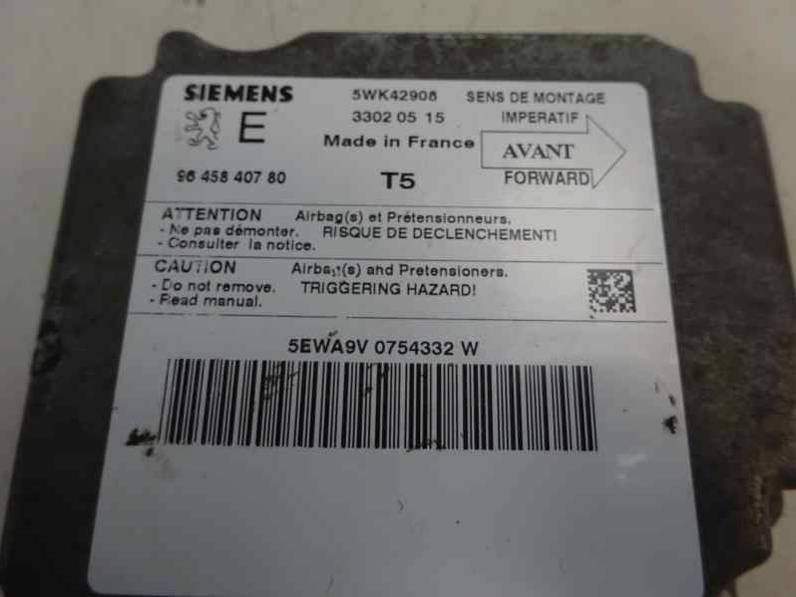 SIEMENS
E
96 458 407 80
5WK42908
3302 05 15
Made in France
T5
SENS DE MONTAGE
IMPERATIF
AVANT
FORWARD
ATTENTION Airbag(s) et Prétensionneurs.
- Ne pas démonter. RISQUE DE DECLENCHEMENT!
- Consulter la notice.
CAUTION Airbag(s) and Pretensioners.
- Do not remove. TRIGGERING HAZARD!
- Read manual.
5EWA9V 0754332 W